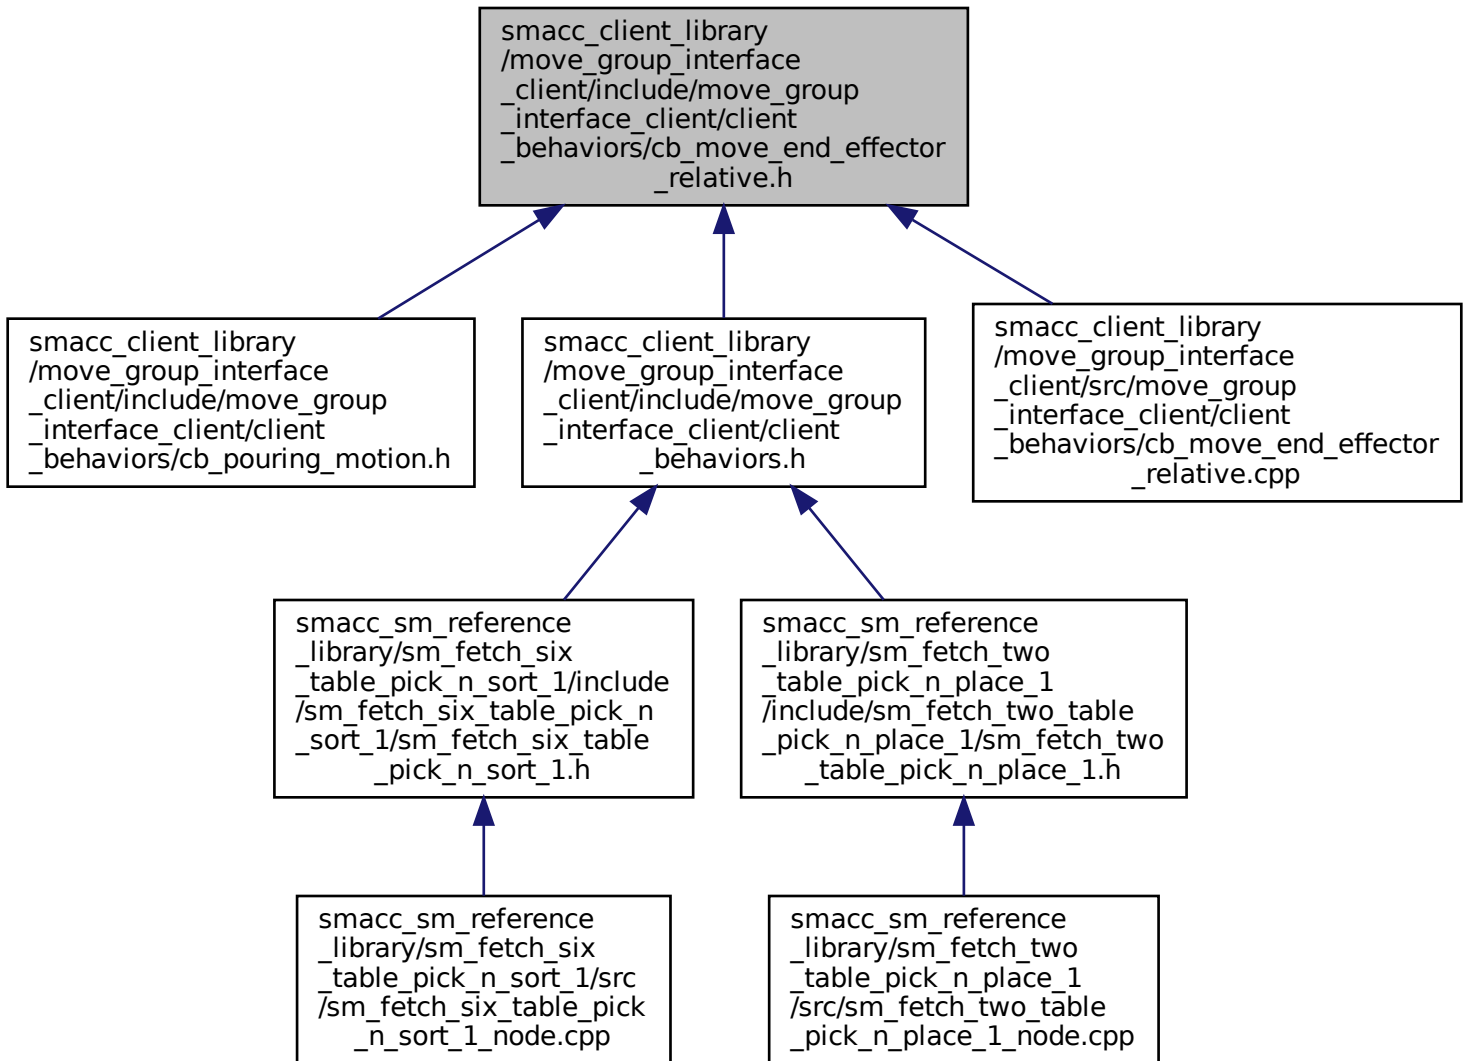 smacc_client_library
/move_group_interface
_client/include/move_group
_interface_client/client
_behaviors/cb_move_end_effector
_relative.h
smacc_client_library
/move_group_interface
_client/include/move_group
_interface_client/client
_behaviors/cb_pouring_motion.h
smacc_client_library
/move_group_interface
_client/include/move_group
_interface_client/client
_behaviors.h
smacc_client_library
/move_group_interface
_client/src/move_group
_interface_client/client
_behaviors/cb_move_end_effector
_relative.cpp
smacc_sm_reference
_library/sm_fetch_six
_table_pick_n_sort_1/include
/sm_fetch_six_table_pick_n
_sort_1/sm_fetch_six_table
_pick_n_sort_1.h
smacc_sm_reference
_library/sm_fetch_two
_table_pick_n_place_1
/include/sm_fetch_two_table
_pick_n_place_1/sm_fetch_two
_table_pick_n_place_1.h
smacc_sm_reference
_library/sm_fetch_six
_table_pick_n_sort_1/src
/sm_fetch_six_table_pick
_n_sort_1_node.cpp
smacc_sm_reference
_library/sm_fetch_two
_table_pick_n_place_1
/src/sm_fetch_two_table
_pick_n_place_1_node.cpp